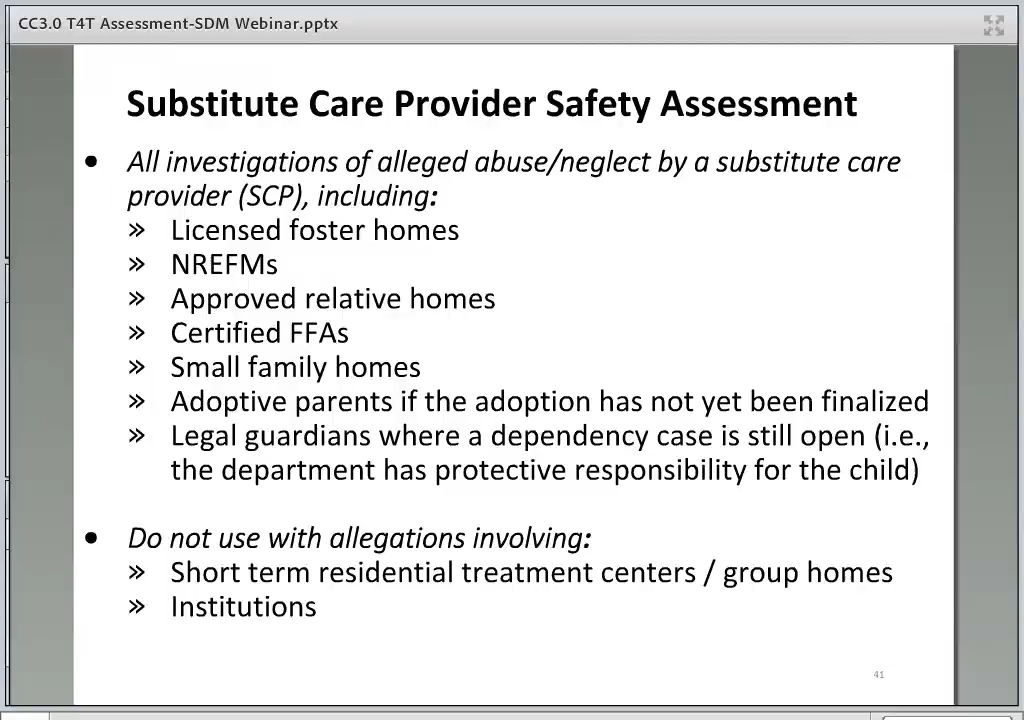 CC3.0 T4T Assessment-SDM Webinar.pptx
Substitute Care Provider Safety Assessment
• All investigations of alleged abuse/neglect by a substitute care
provider (SCP), including:
» Licensed foster homes
» NREFMs
» Approved relative homes
» Certified FFAs
» Small family homes
» Adoptive parents if the adoption has not yet been finalized
» Legal guardians where a dependency case is still open (i.e.,
the department has protective responsibility for the child)
• Do not use with allegations involving:
» Short term residential treatment centers / group homes
» Institutions
41